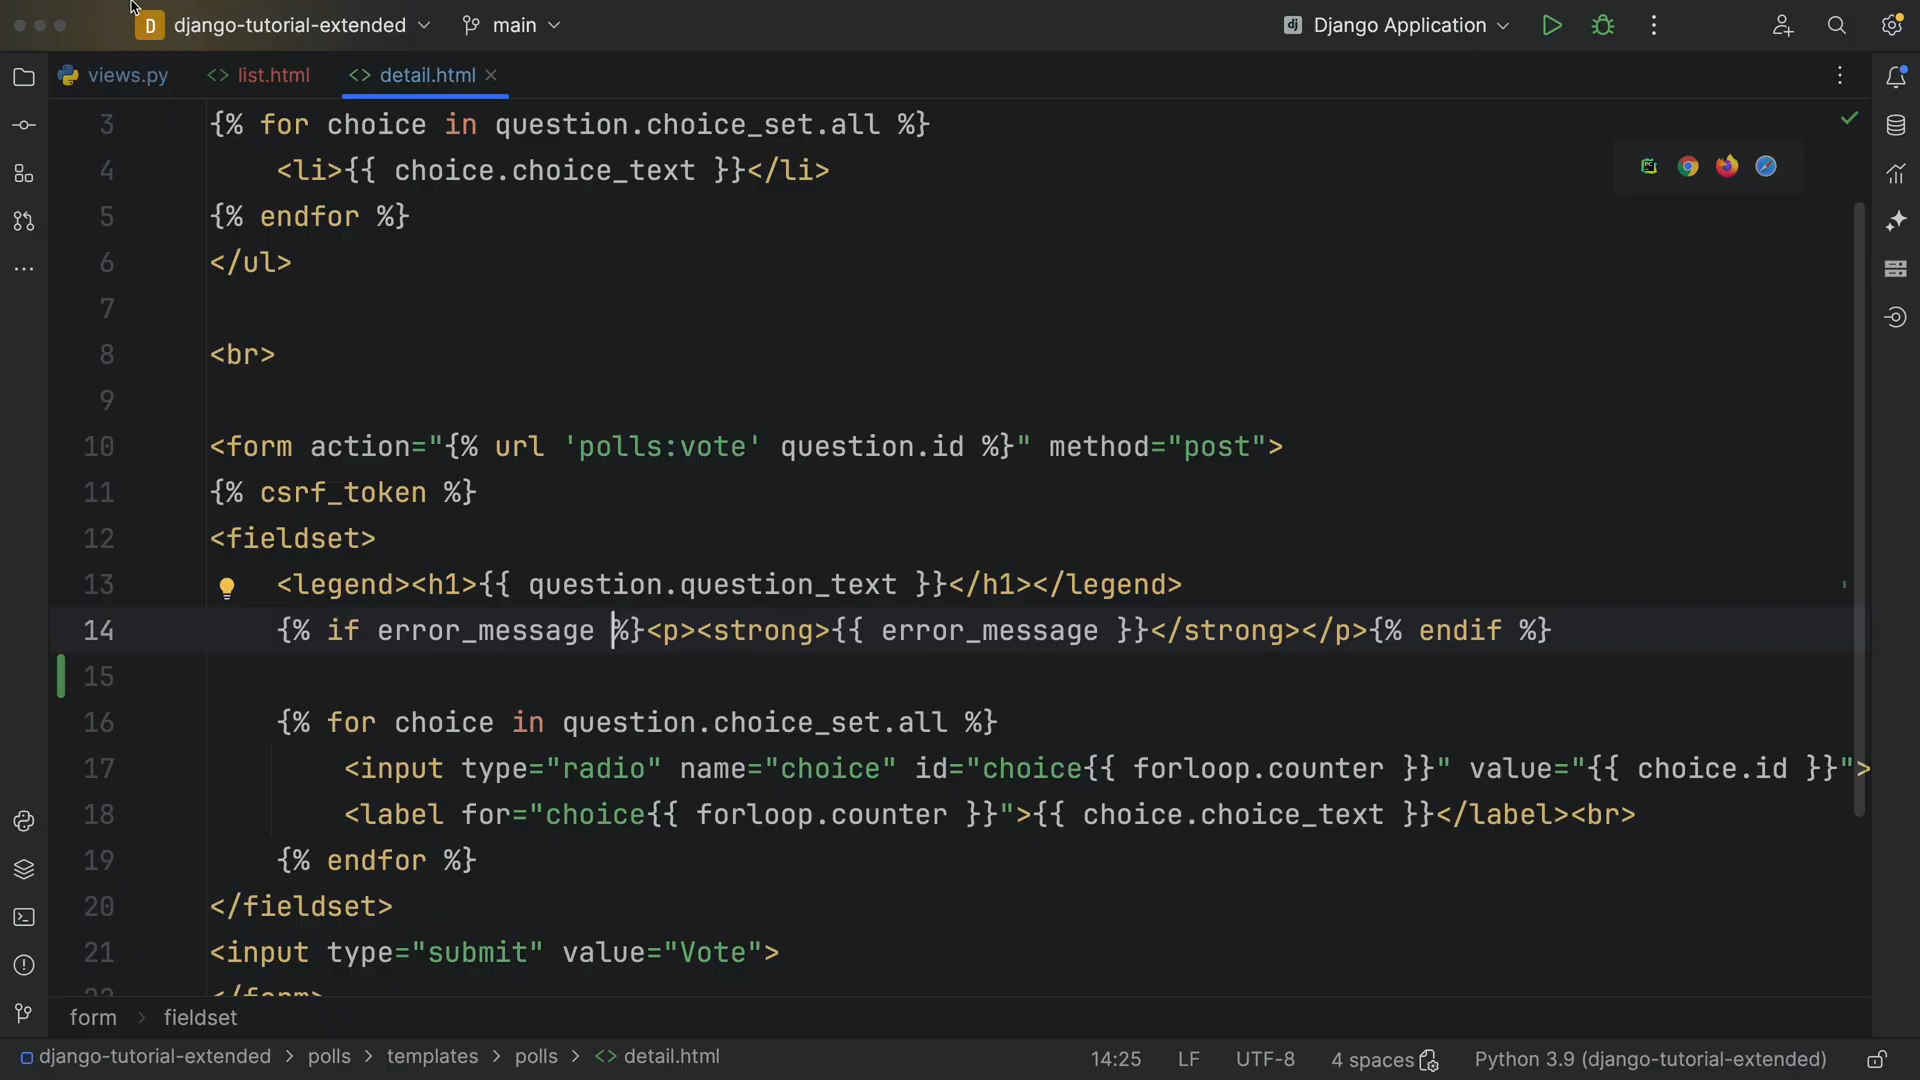 D django-tutorial-extended main dj Django Application
views.py <> list.html <> detail.html
3 {% for choice in question.choice_set.all %}
4 <li>{{ choice.choice_text }}</li>
5 {% endfor %}
6 </ul>
7
8 <br>
9
10 <form action="{% url 'polls:vote' question.id %}" method="post">
11 {% csrf_token %}
12 <fieldset>
13 <legend><h1>{{ question.question_text }}</h1></legend>
14 {% if error_message %}<p><strong>{{ error_message }}</strong></p>{% endif %}
15
16 {% for choice in question.choice_set.all %}
17 <input type="radio" name="choice" id="choice{{ forloop.counter }}" value="{{ choice.id }}">
18 <label for="choice{{ forloop.counter }}">{{ choice.choice_text }}</label><br>
19 {% endfor %}
20 </fieldset>
21 <input type="submit" value="Vote">
22 </form>
form > fieldset
django-tutorial-extended > polls > templates > polls > <> detail.html 14:25 LF UTF-8 4 spaces Python 3.9 (django-tutorial-extended)